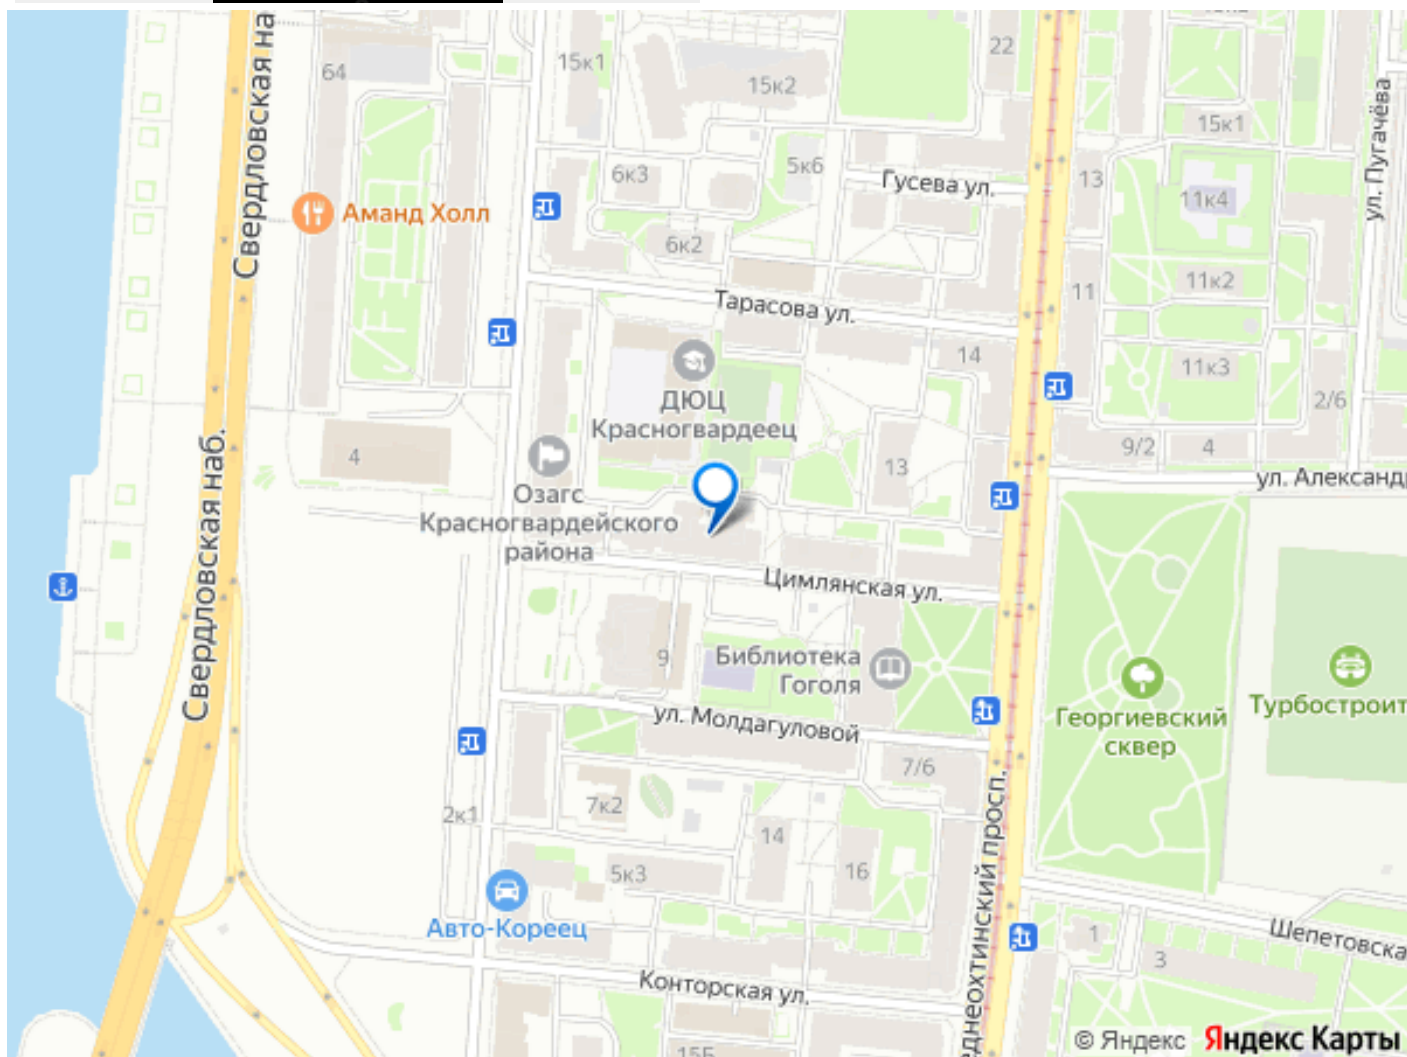 Свердловская на
64
15к1
15к2
22
15к1
ул. Пугачёва
6к3
5к6
Гусева ул.
13
11к4
Аманд Холл
6к2
11к2
11
Тарасова ул.
14
11к3
2/6
ДЮЦ
Красногвардеец
4
13
9/2
4
ул. Александ
Озагс
Красногвардейского
района
Свердловская наб.
Цимлянская ул.
9
Библиотека
Гоголя
Георгиевский
сквер
Турбостроит
ул. Молдагуловой
7/6
2к1
7к2
14
16
5к3
Авто-Кореец
днеохтинский просп.
Шепетовска
1
3
Конторская ул.
15Б
© Яндекс Яндекс Карты